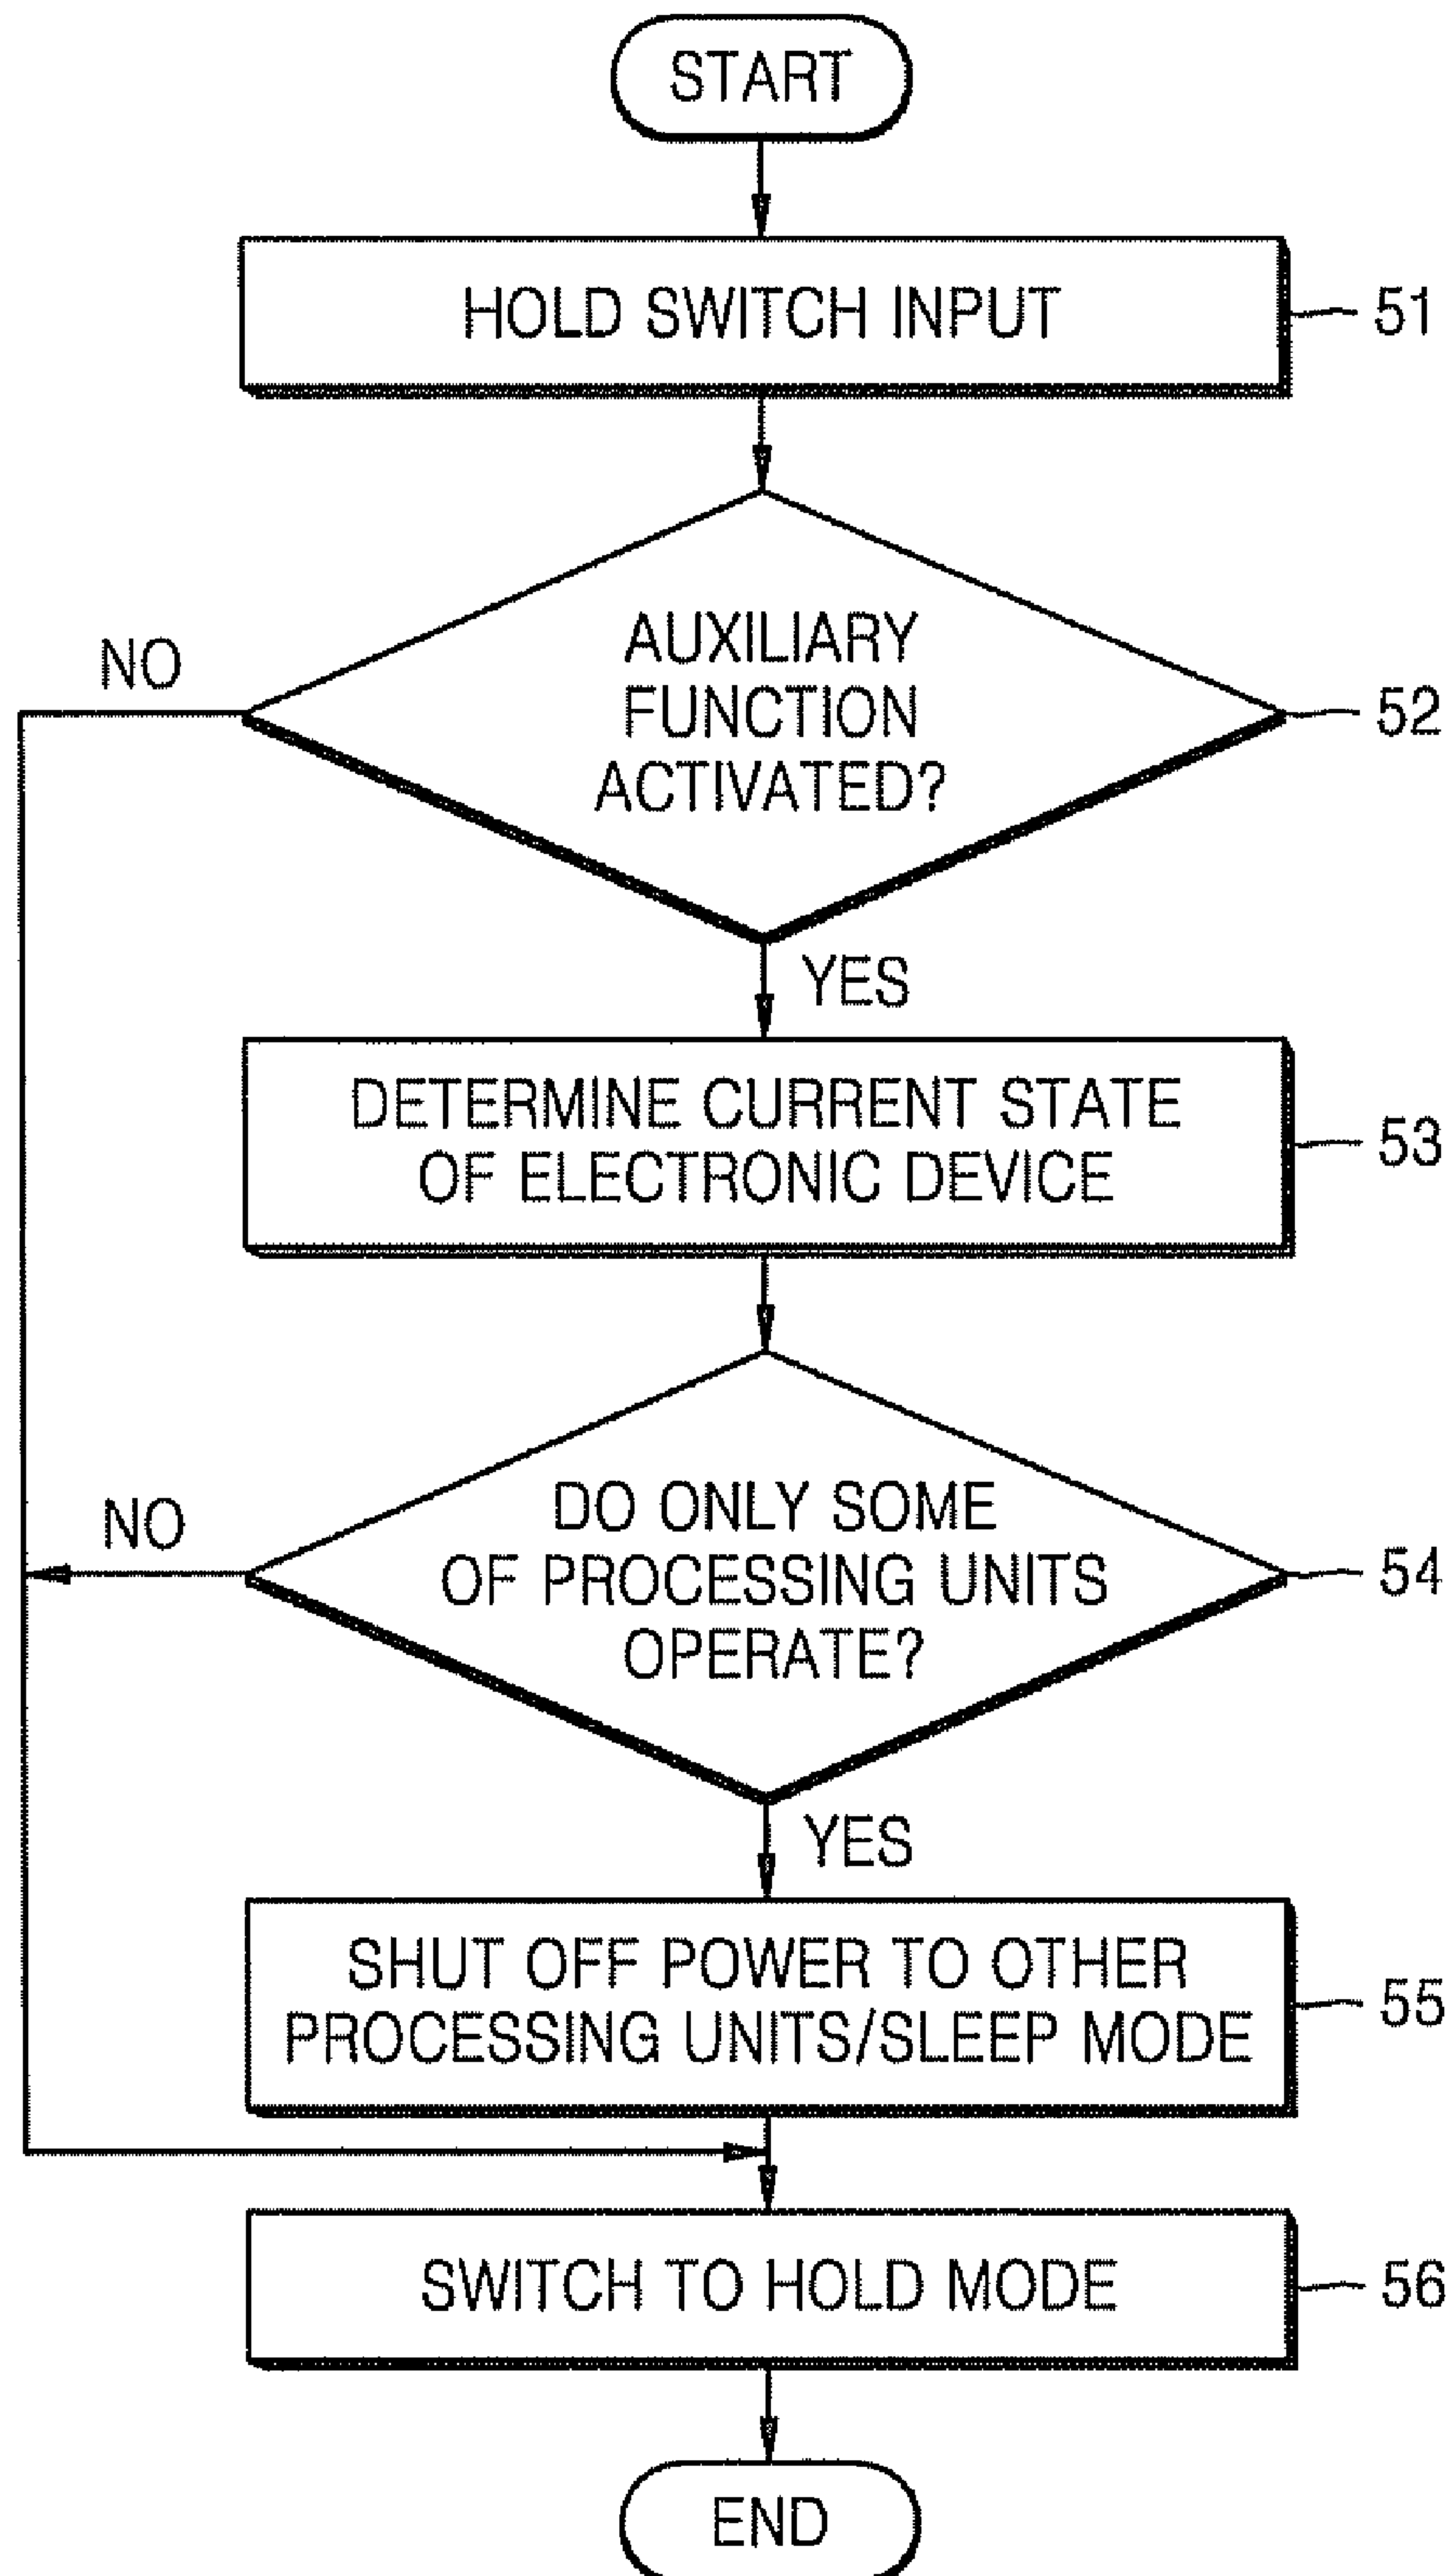 START
HOLD SWITCH INPUT
51
AUXILIARY
FUNCTION
ACTIVATED?
NO
52
YES
DETERMINE CURRENT STATE
OF ELECTRONIC DEVICE
53
DO ONLY SOME
OF PROCESSING UNITS
OPERATE?
NO
54
YES
SHUT OFF POWER TO OTHER
PROCESSING UNITS/SLEEP MODE
55
SWITCH TO HOLD MODE
56
END